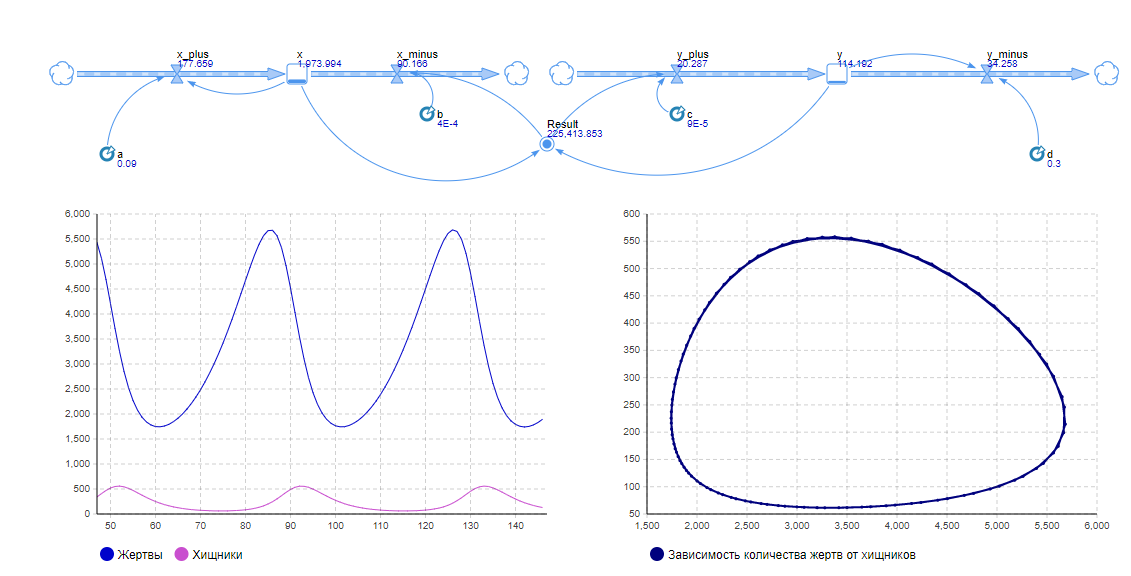 x_plus
177.659
x
1,973.994
x_minus
90.166
y_plus
20.287
y
114.192
y_minus
34.258
b
4E-4
c
9E-5
Result
225,413.853
a
0.09
d
0.3
6,000
5,500
5,000
4,500
4,000
3,500
3,000
2,500
2,000
1,500
1,000
500
0
50 60 70 80 90 100 110 120 130 140
Жертвы Хищники
600
550
500
450
400
350
300
250
200
150
100
50
1,500 2,000 2,500 3,000 3,500 4,000 4,500 5,000 5,500 6,000
Зависимость количества жертв от хищников